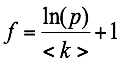 f = ln(p) / <k> + 1